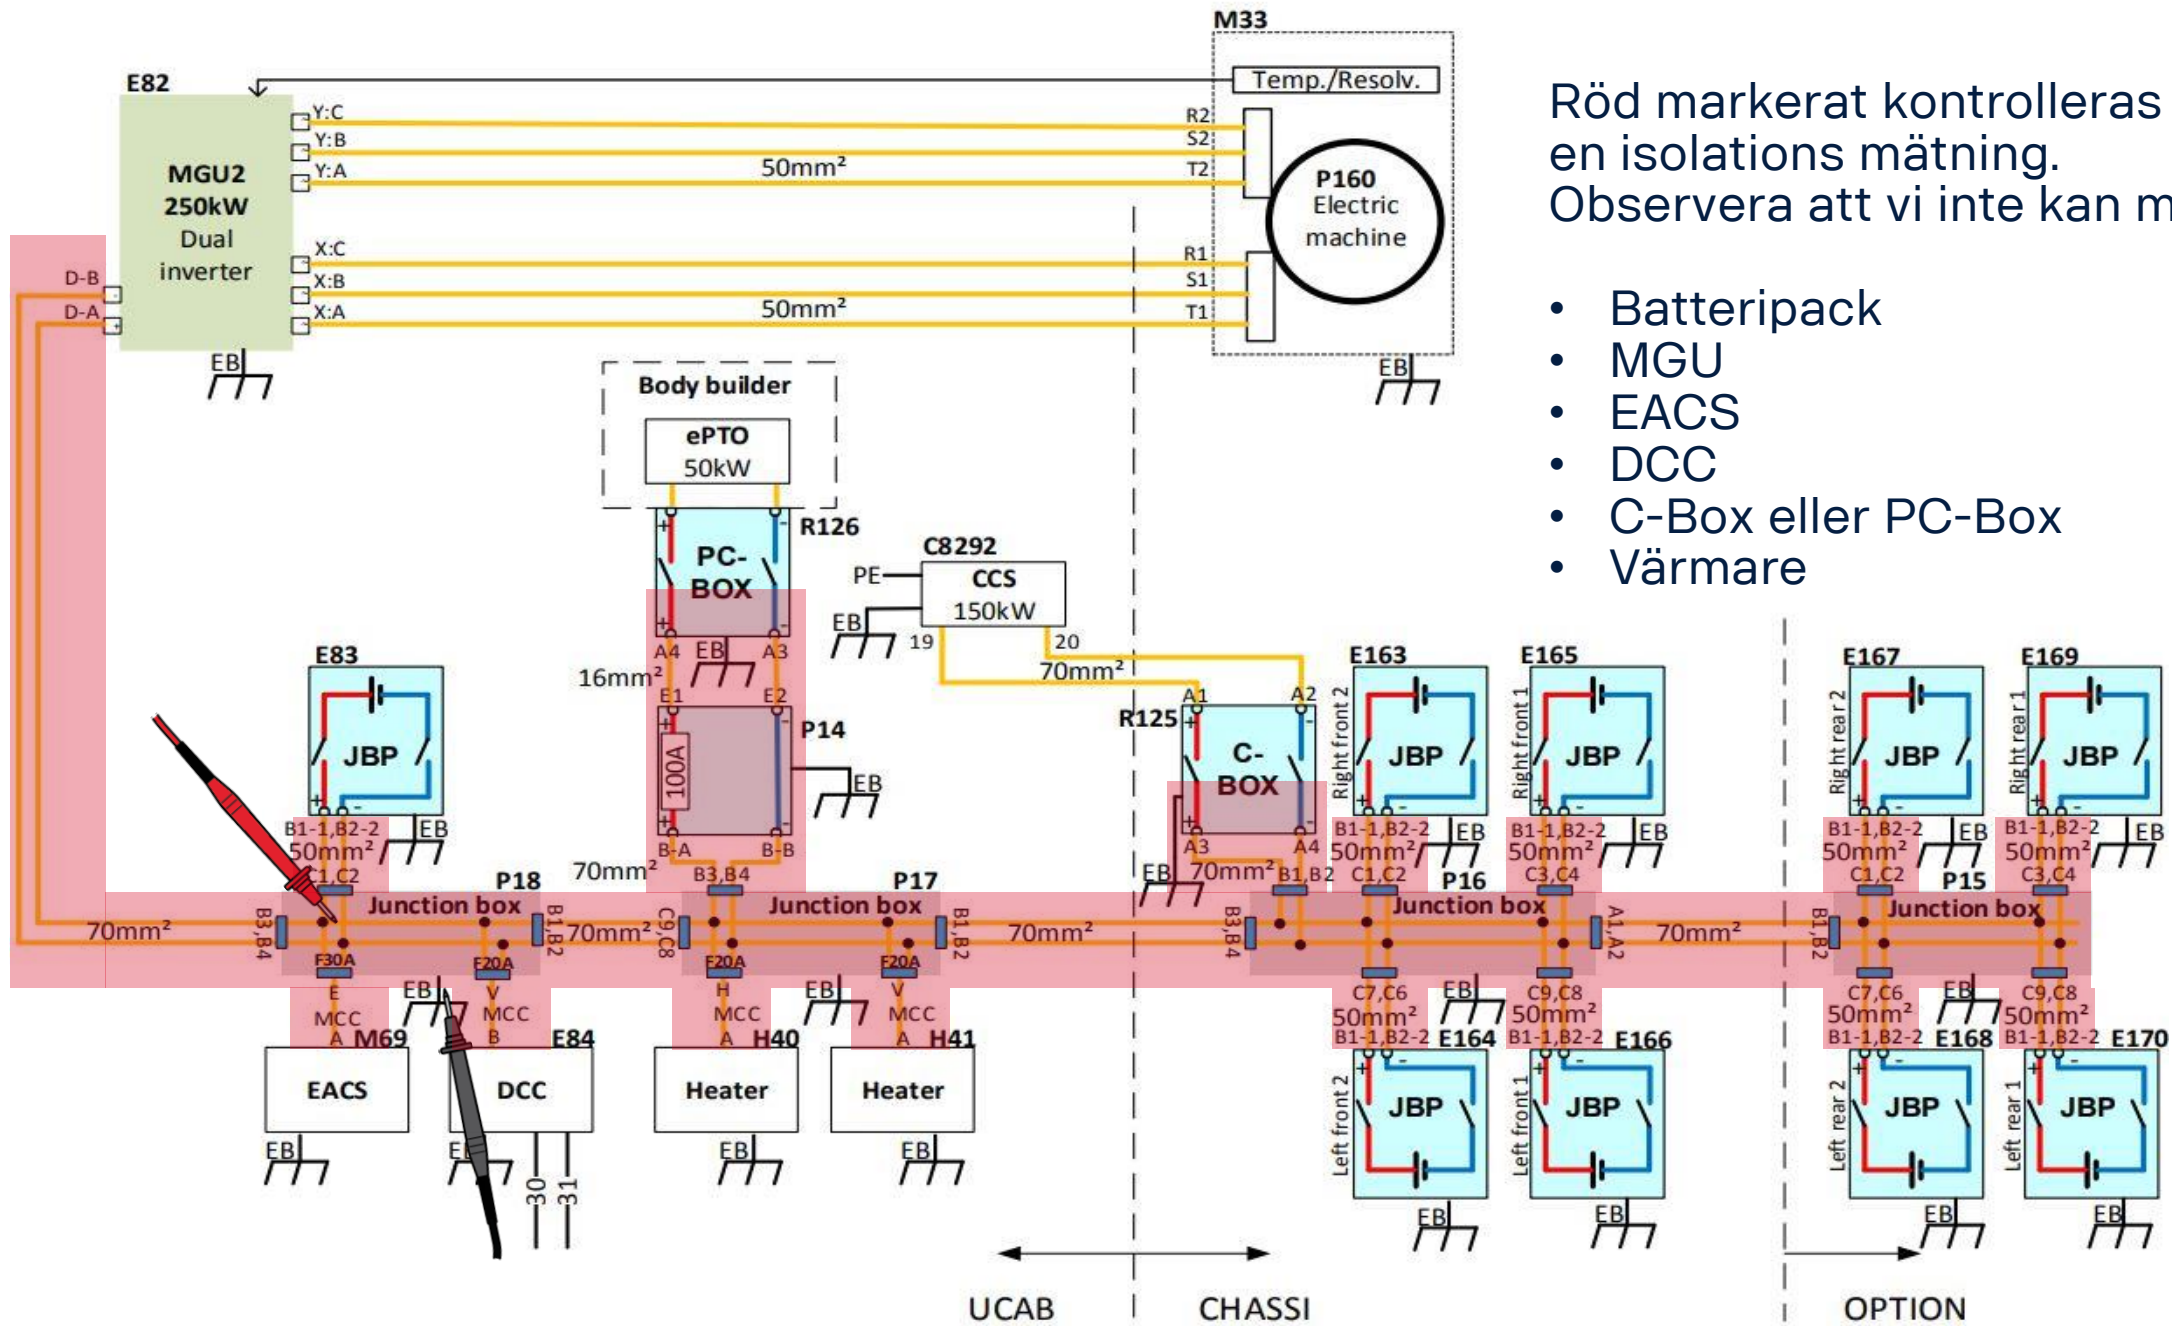 M33
Temp./Resolv.
E82
Y:C
Y:B
Y:A
50mm²
R2
S2
T2
MGU2
250kW
Dual
inverter
P160
Electric
machine
X:C
X:B
X:A
50mm²
R1
S1
T1
D-B
D-A
-
+
EB
EB
Röd markerat kontrolleras
en isolations mätning.
Observera att vi inte kan m
• Batteripack
• MGU
• EACS
• DCC
• C-Box eller PC-Box
• Värmare
Body builder
ePTO
50kW
R126
+ -
PC-
BOX
+ -
A4 EB A3
16mm²
E1 E2
+ -
P14
100A
EB
+ -
B-A B-B
70mm²
B3,B4
C8292
PE
CCS
150kW
EB
19 20
70mm²
A1 A2
R125
+ -
C-
BOX
+ -
A3 A4
EB
70mm²
B1,B2
E83
JBP
+ -
B1-1,B2-2
EB
50mm²
C1,C2
E163
Right front 2
JBP
+ -
B1-1,B2-2
EB
50mm²
C1,C2
E165
Right front 1
JBP
+ -
B1-1,B2-2
EB
50mm²
C3,C4
E167
Right rear 2
JBP
+ -
B1-1,B2-2
EB
50mm²
C1,C2
E169
Right rear 1
JBP
+ -
B1-1,B2-2
EB
50mm²
C3,C4
P18
Junction box
70mm²
B3,B4
B1,B2
F30A
F20A
70mm²
P17
Junction box
C9,C8
B1,B2
F20A
F20A
70mm²
P16
Junction box
B3,B4
A1,A2
70mm²
P15
Junction box
B1,B2
E
MCC
A
M69
EACS
EB
EB
V
MCC
B
E84
DCC
EB
30
31
H
MCC
A
H40
Heater
EB
EB
V
MCC
A
H41
Heater
EB
C7,C6
50mm²
B1-1,B2-2
E164
EB
+ -
Left front 2
JBP
EB
C9,C8
50mm²
B1-1,B2-2
E166
+ -
Left front 1
JBP
EB
C7,C6
50mm²
B1-1,B2-2
E168
EB
+ -
Left rear 2
JBP
EB
C9,C8
50mm²
B1-1,B2-2
E170
+ -
Left rear 1
JBP
EB
UCAB
CHASSI
OPTION